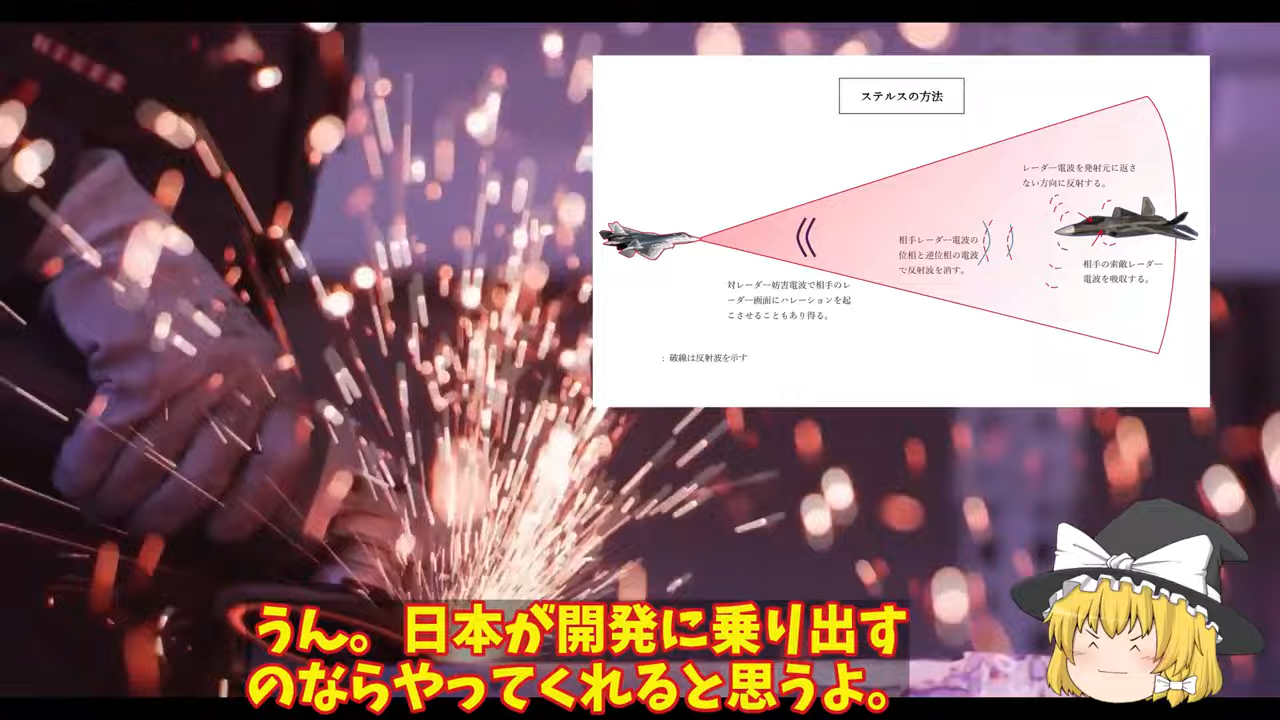 ステルスの方法
レーダー電波を発射元に返さ
ない方向に反射する。
相手レーダー電波の
位相と逆位相の電波
で反射波を消す。
相手の索敵レーダー
電波を吸収する。
対レーダー妨害電波で相手のレ
ーダー画面にハレーションを起
こさせることもあり得る。
：破線は反射波を示す
うん。日本が開発に乗り出す
のならやってくれると思うよ。